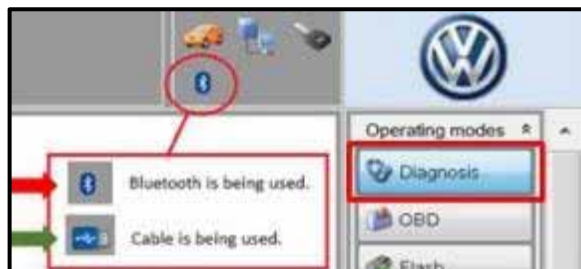 Operating modes
Diagnosis
Bluetooth is being used.
OBD
Cable is being used.
Flash